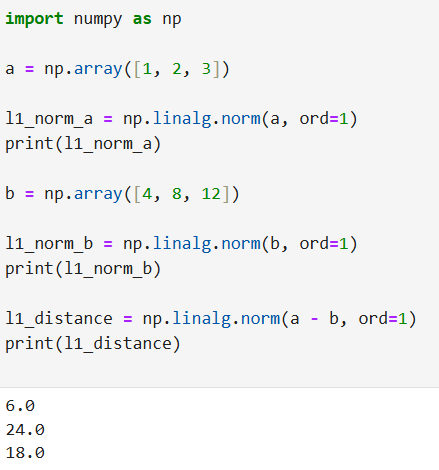 import numpy as np
a = np.array([1, 2, 3])
l1_norm_a = np.linalg.norm(a, ord=1)
print(l1_norm_a)
b = np.array([4, 8, 12])
l1_norm_b = np.linalg.norm(b, ord=1)
print(l1_norm_b)
l1_distance = np.linalg.norm(a - b, ord=1)
print(l1_distance)
6.0
24.0
18.0